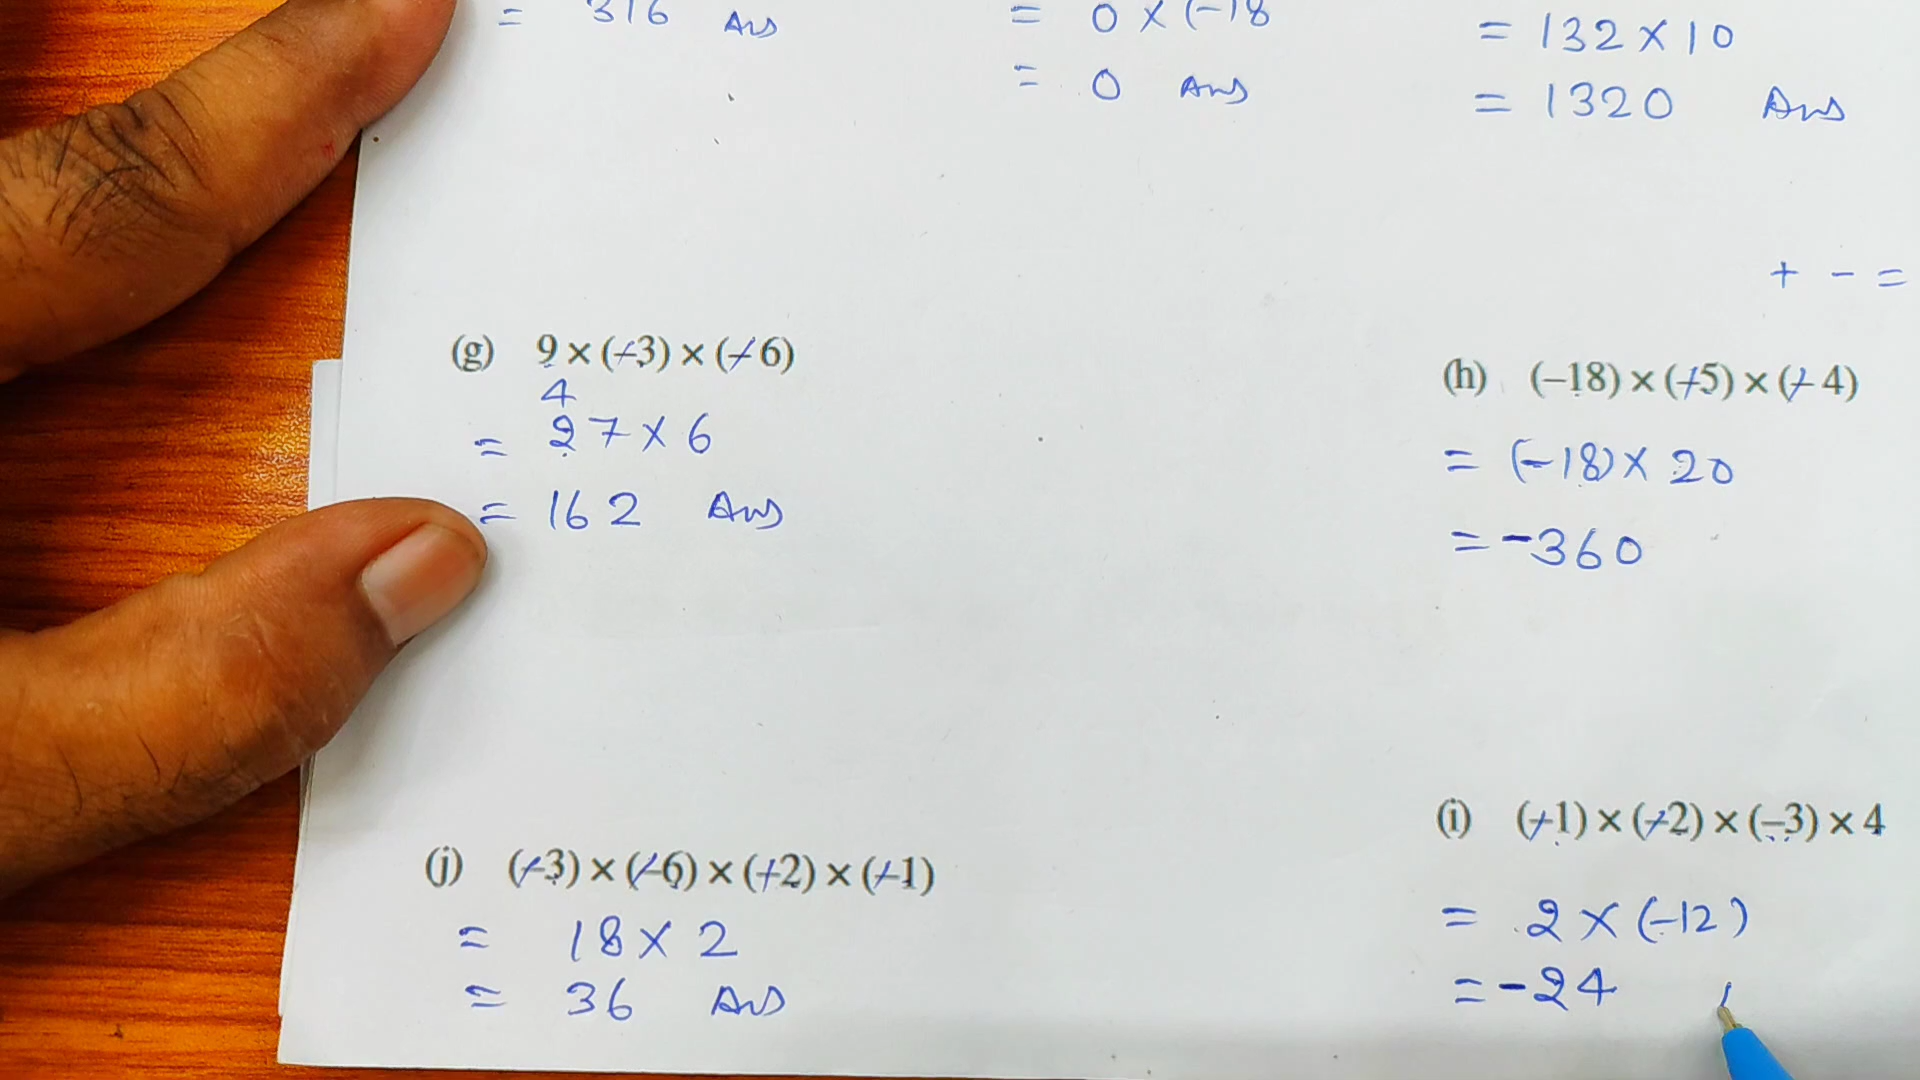 = 316 Ans
= 0 × (-18
= 0 Ans
= 132 × 10
= 1320 Ans
+ - =
(g) 9 × (–3) × (– 6)
4
= 27 × 6
= 162 Ans
(h) (–18) × (–5) × (– 4)
= (-18) × 20
= -360
(j) (–3) × (–6) × (–2) × (–1)
= 18 × 2
= 36 Ans
(i) (–1) × (–2) × (–3) × 4
= 2 × (-12)
= -24